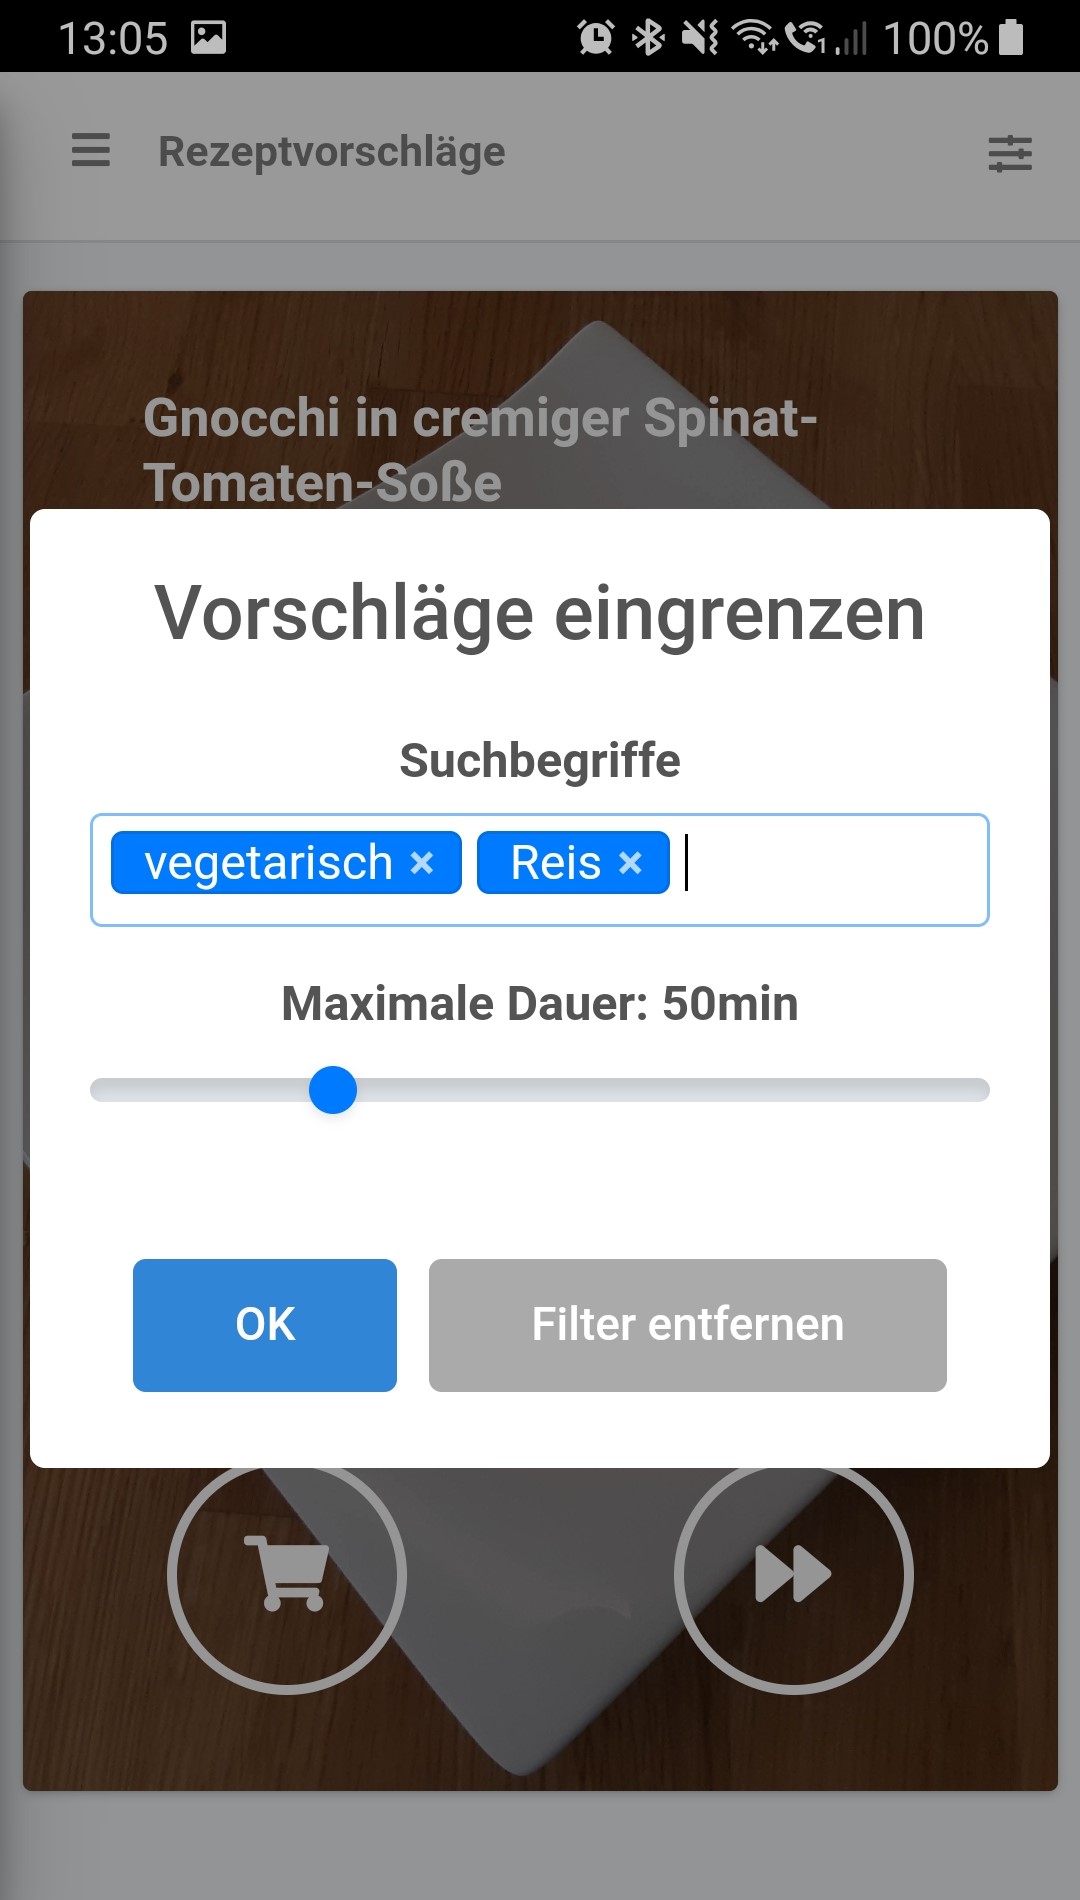 13:05 100%
Rezeptvorschläge
Gnocchi in cremiger Spinat-
Tomaten-Soße
Vorschläge eingrenzen
Suchbegriffe
vegetarisch × Reis ×
Maximale Dauer: 50min
OK Filter entfernen